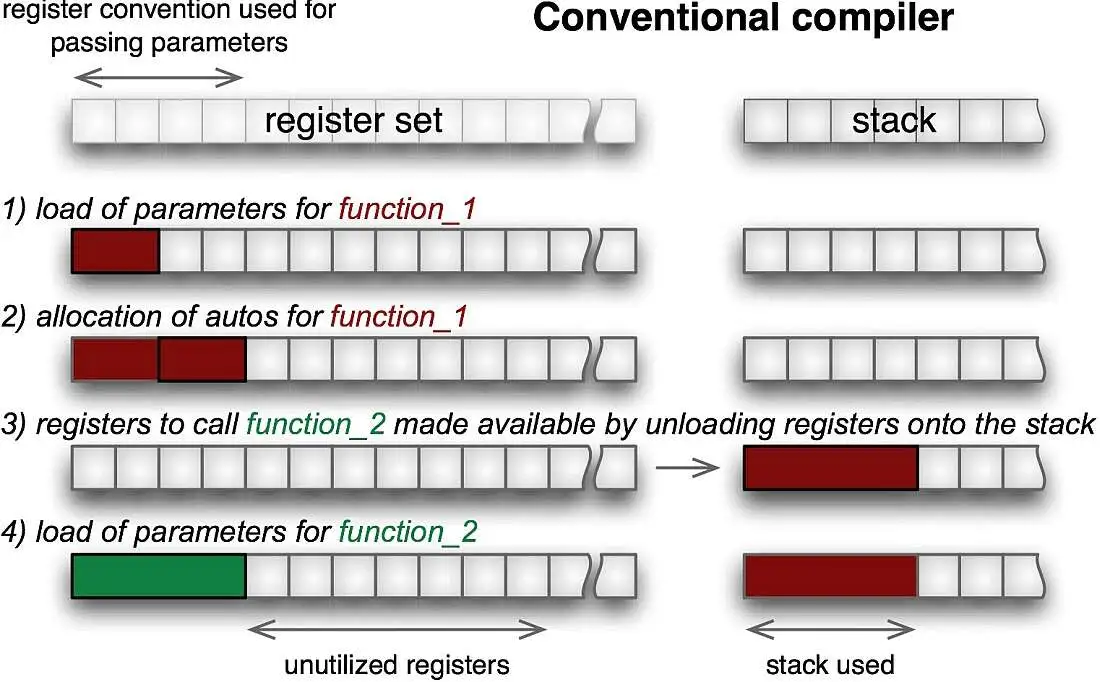 register convention used for
passing parameters
Conventional compiler
register set
stack
1) load of parameters for function_1
2) allocation of autos for function_1
3) registers to call function_2 made available by unloading registers onto the stack
4) load of parameters for function_2
unutilized registers
stack used